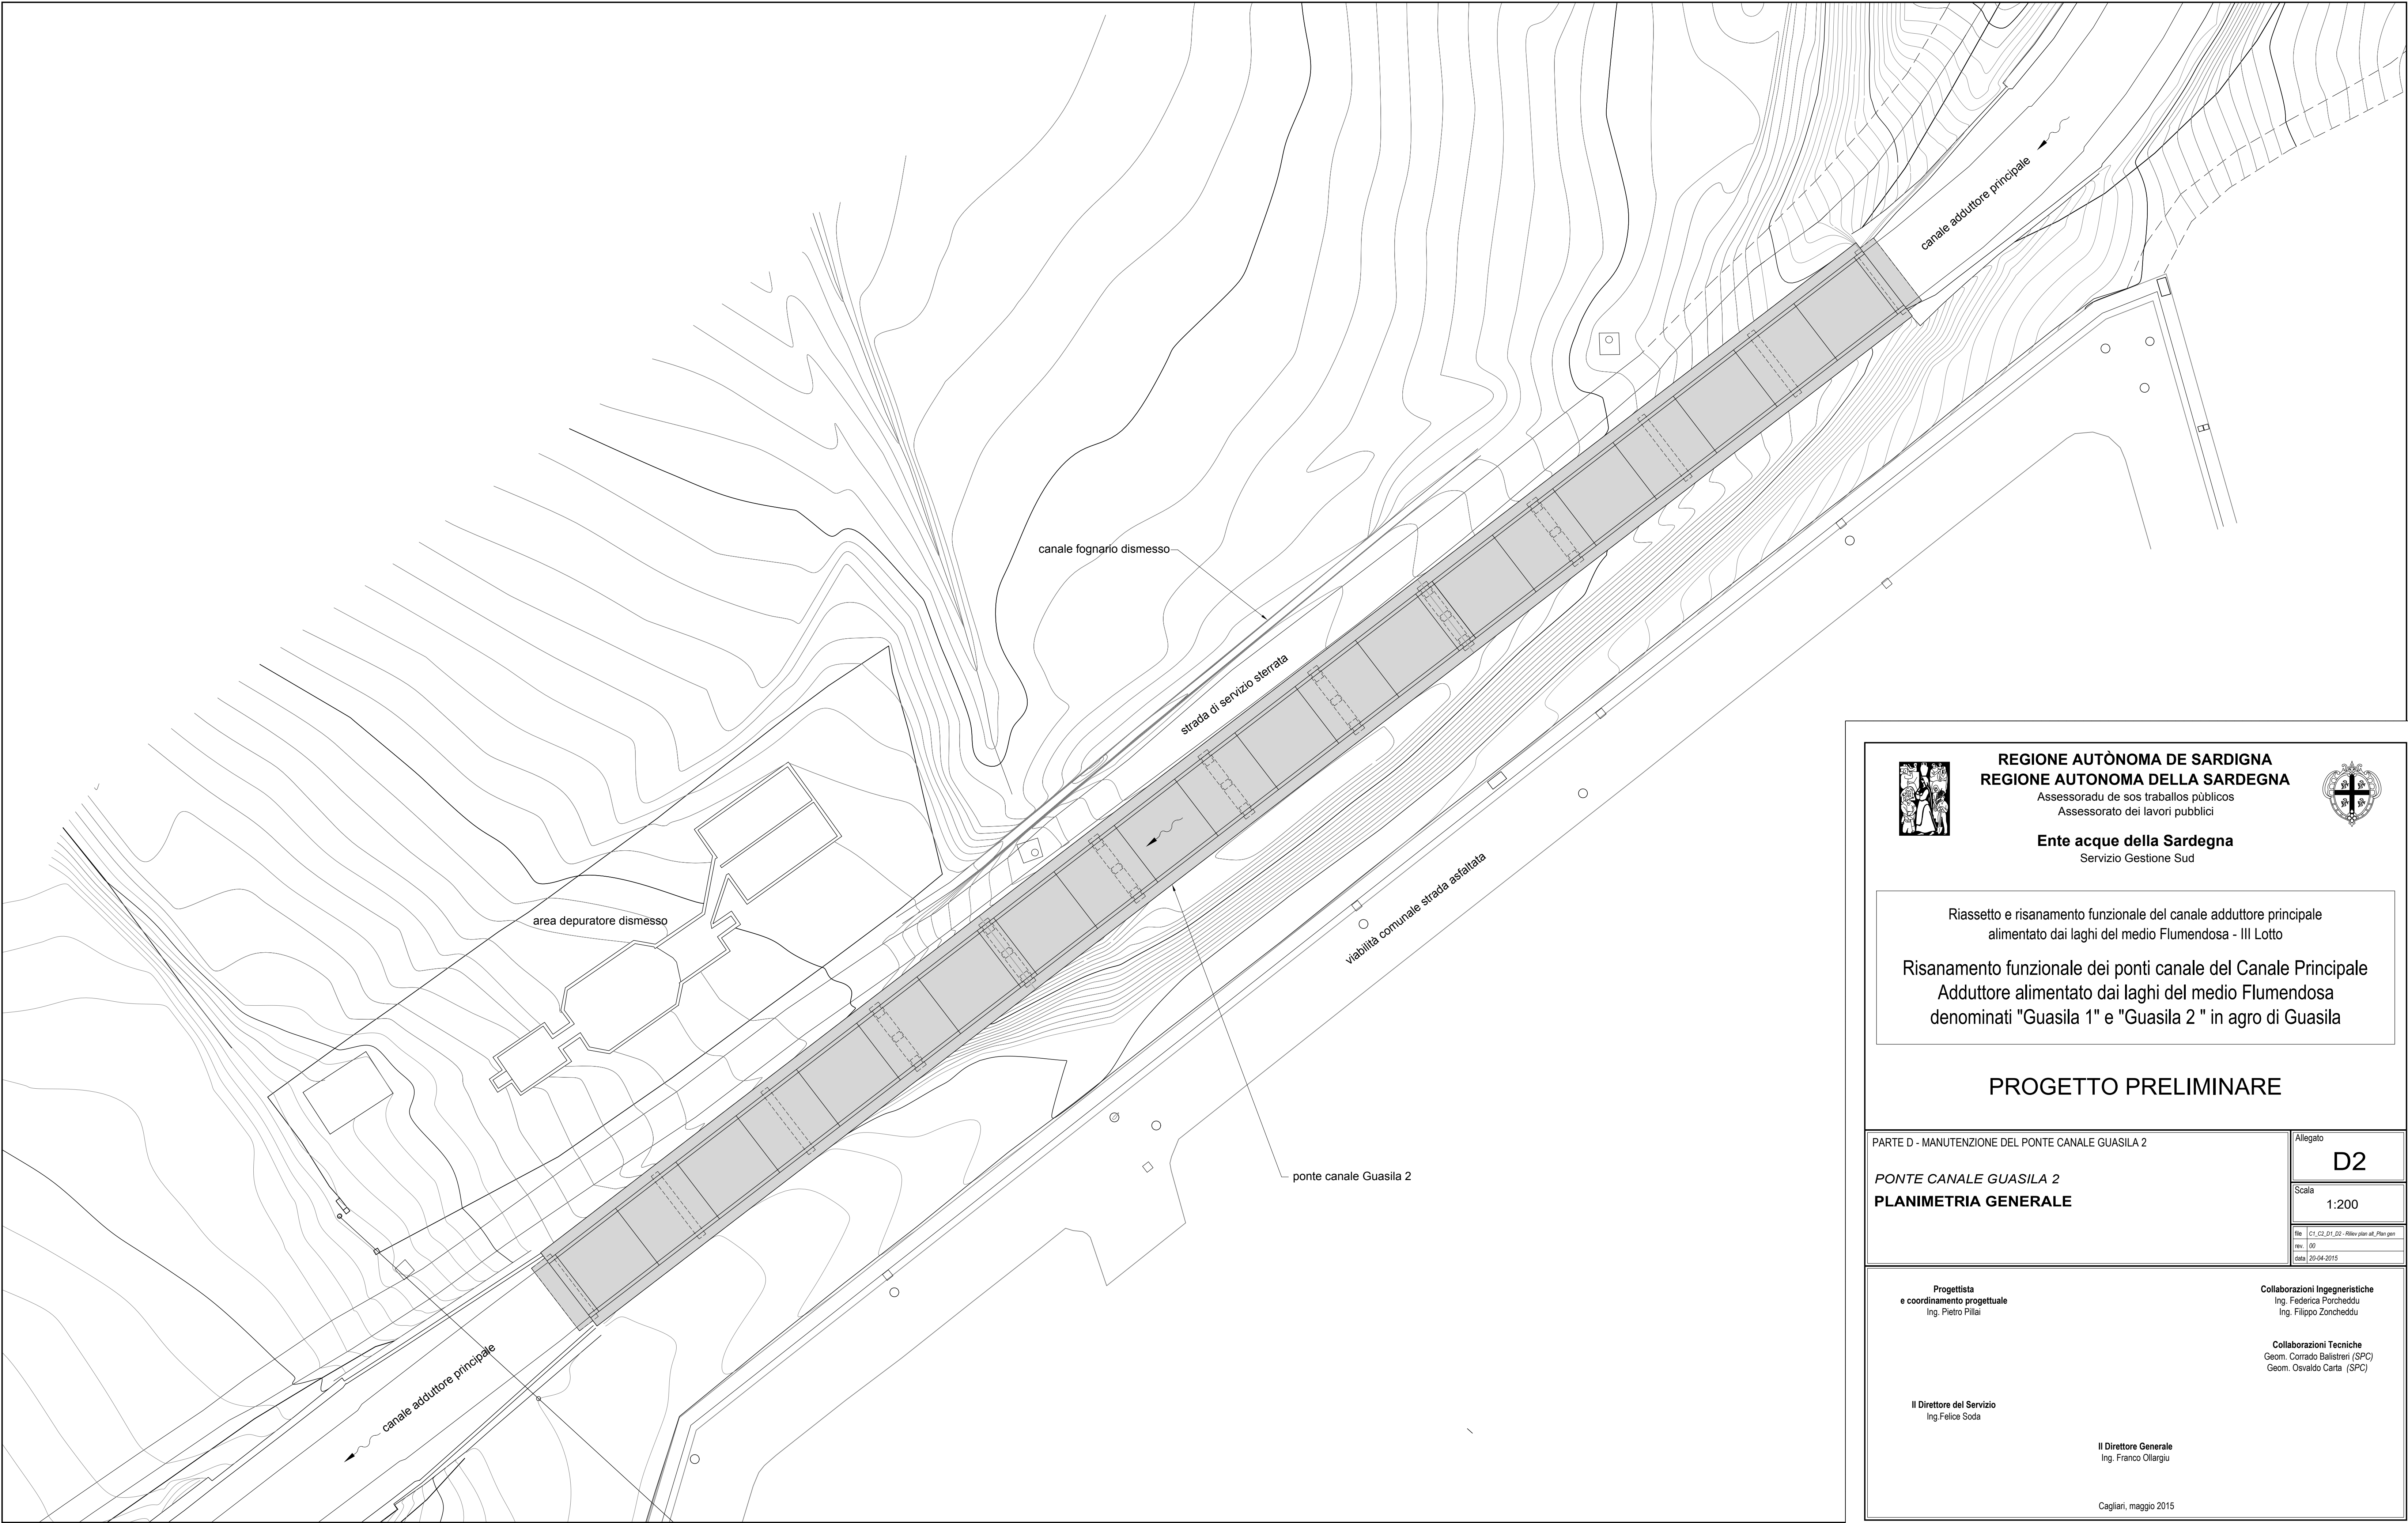 canale adduttore principale
canale fognario dismesso
strada di servizio sterrata
area depuratore dismesso
viabilità comunale strada asfaltata
ponte canale Guasila 2
canale adduttore principale
REGIONE AUTÒNOMA DE SARDIGNA
REGIONE AUTONOMA DELLA SARDEGNA
Assessoradu de sos traballos pùblicos
Assessorato dei lavori pubblici
Ente acque della Sardegna
Servizio Gestione Sud
Riassetto e risanamento funzionale del canale adduttore principale
alimentato dai laghi del medio Flumendosa - III Lotto
Risanamento funzionale dei ponti canale del Canale Principale
Adduttore alimentato dai laghi del medio Flumendosa
denominati "Guasila 1" e "Guasila 2 " in agro di Guasila
PROGETTO PRELIMINARE
PARTE D - MANUTENZIONE DEL PONTE CANALE GUASILA 2
PONTE CANALE GUASILA 2
PLANIMETRIA GENERALE
Allegato
D2
Scala
1:200
file C1_C2_D1_D2 - Riliev plan alt_Plan gen
rev. 00
data 20-04-2015
Progettista
e coordinamento progettuale
Ing. Pietro Pillai
Collaborazioni Ingegneristiche
Ing. Federica Porcheddu
Ing. Filippo Zoncheddu
Collaborazioni Tecniche
Geom. Corrado Balistreri (SPC)
Geom. Osvaldo Carta (SPC)
Il Direttore del Servizio
Ing.Felice Soda
Il Direttore Generale
Ing. Franco Ollargiu
Cagliari, maggio 2015